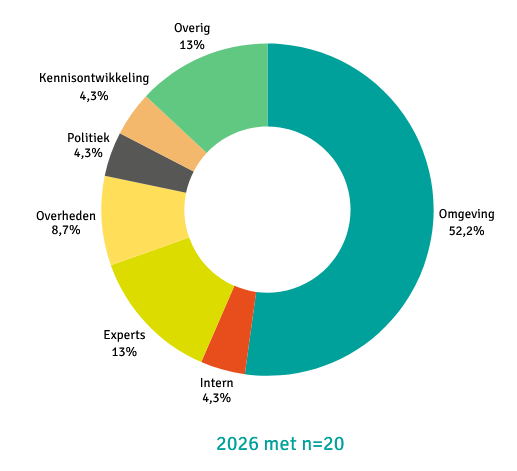 Overig
13%
Kennisontwikkeling
4,3%
Politiek
4,3%
Overheden
8,7%
Omgeving
52,2%
Experts
13%
Intern
4,3%
2026 met n=20